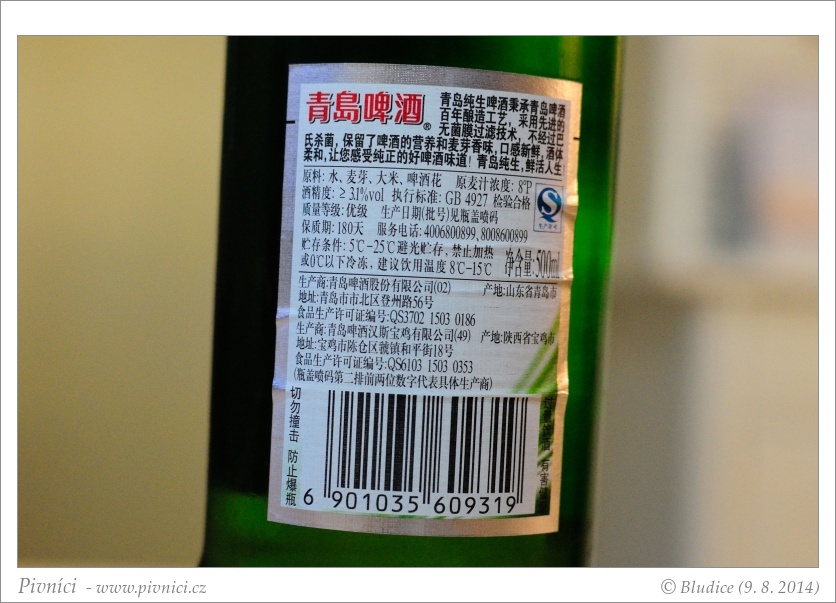 青島啤酒®
青岛纯生啤酒秉承青岛啤酒
百年酿造工艺，采用先进的
无菌膜过滤技术，不经过巴
氏杀菌，保留了啤酒的营养和麦芽香味，口感新鲜，酒体
柔和，让您感受纯正的好啤酒味道！青岛纯生，鲜活人生
原料: 水、麦芽、大米、啤酒花 原麦汁浓度: 8°P
酒精度: ≥3.1%vol 执行标准: GB 4927 检验合格
质量等级: 优级 生产日期(批号)见瓶盖喷码
保质期: 180天 服务电话: 4006800899, 8008600899
贮存条件: 5℃-25℃避光贮存, 禁止加热
或0℃以下冷冻, 建议饮用温度 8℃-15℃
净含量: 500ml
生产商: 青岛啤酒股份有限公司(02) 产地: 山东省青岛市
地址: 青岛市市北区登州路56号
食品生产许可证编号: QS3702 1503 0186
生产商: 青岛啤酒汉斯宝鸡有限公司(49) 产地: 陕西省宝鸡市
地址: 宝鸡市陈仓区虢镇和平街18号
食品生产许可证编号: QS6103 1503 0353
(瓶盖喷码第二排前两位数字代表具体生产商)
切勿撞击 防止爆瓶
有害
6 901035 609319
Pivníci - www.pivnici.cz
© Bludice (9. 8. 2014)